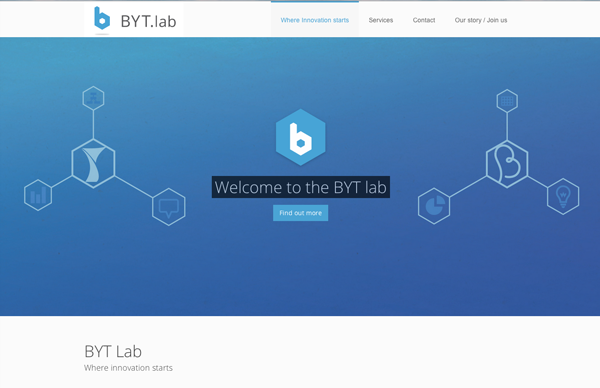 BYT.lab
Where Innovation starts
Services
Contact
Our story / Join us
Welcome to the BYT lab
Find out more
BYT Lab
Where innovation starts